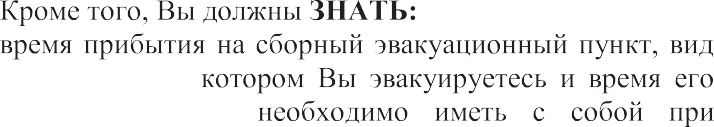 Кроме того, Вы должны ЗНАТЬ:
время прибытия на сборный эвакуационный пункт, вид
котором Вы эвакуируетесь и время его
необходимо иметь с собой при